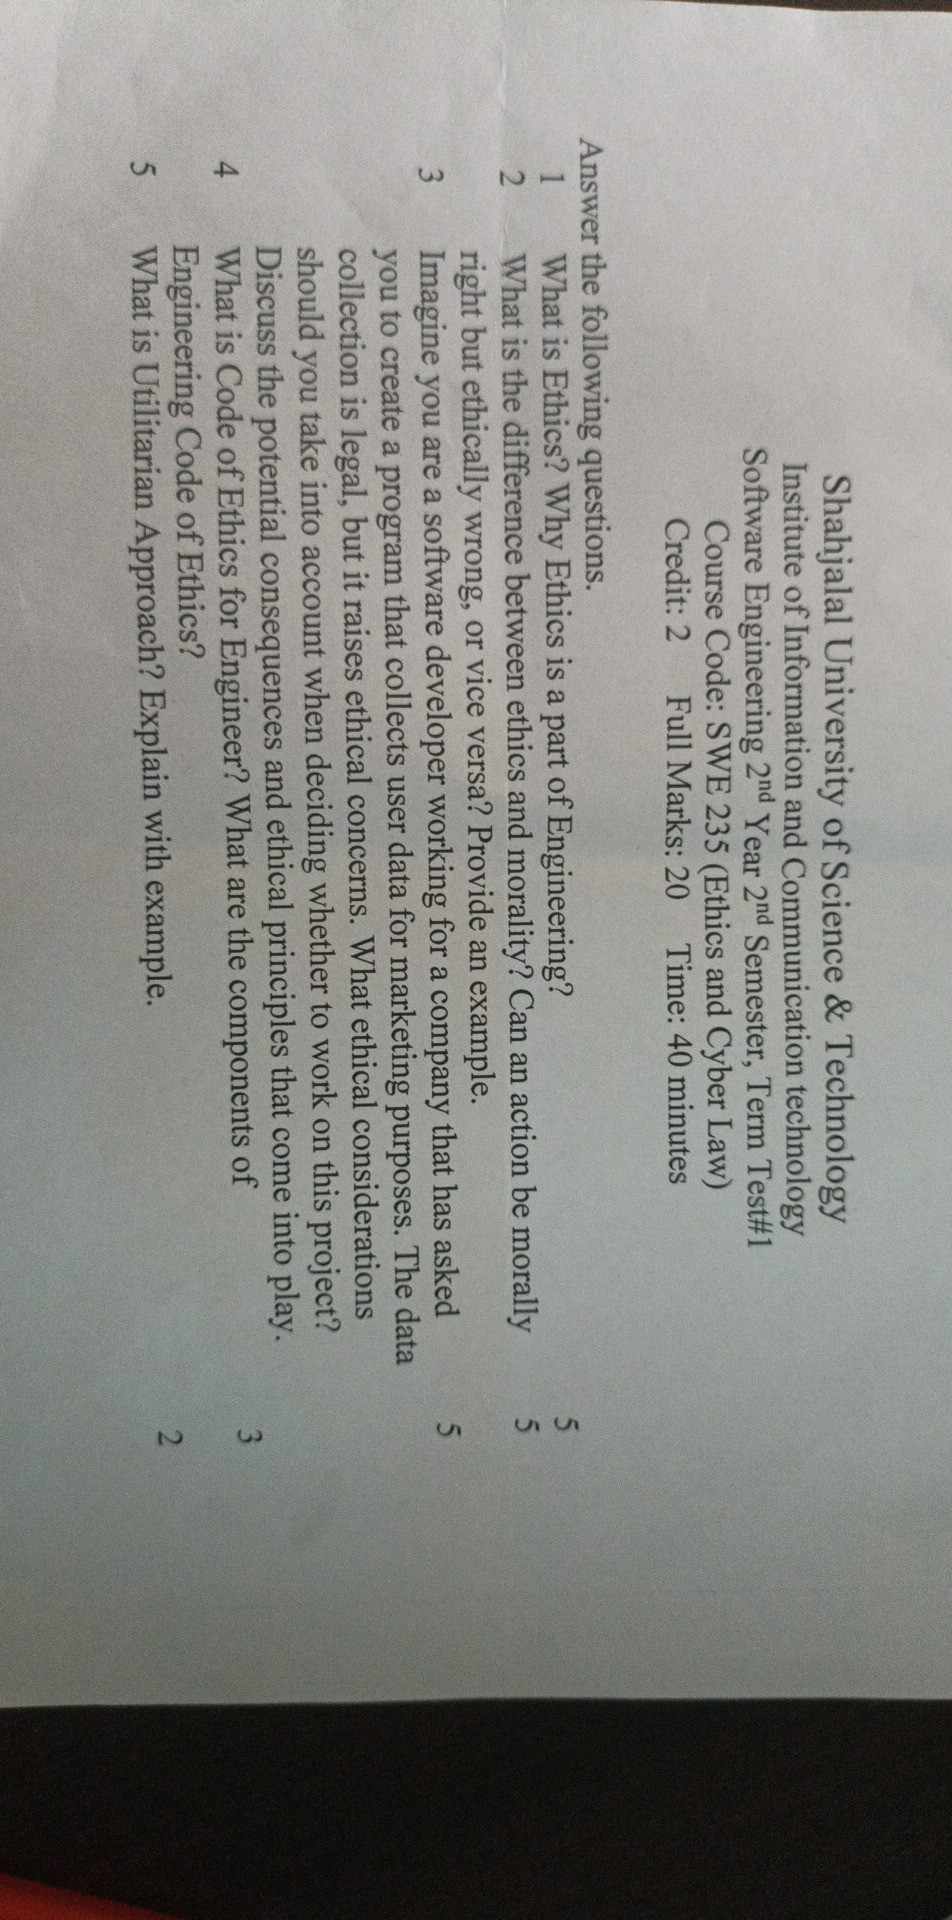 Shahjalal University of Science & Technology
Institute of Information and Communication technology
Software Engineering 2nd Year 2nd Semester, Term Test#1
Course Code: SWE 235 (Ethics and Cyber Law)
Credit: 2 Full Marks: 20 Time: 40 minutes
Answer the following questions.
1 What is Ethics? Why Ethics is a part of Engineering? 5
2 What is the difference between ethics and morality? Can an action be morally 5
right but ethically wrong, or vice versa? Provide an example.
3 Imagine you are a software developer working for a company that has asked 5
you to create a program that collects user data for marketing purposes. The data
collection is legal, but it raises ethical concerns. What ethical considerations
should you take into account when deciding whether to work on this project?
Discuss the potential consequences and ethical principles that come into play.
4 What is Code of Ethics for Engineer? What are the components of 3
Engineering Code of Ethics?
5 What is Utilitarian Approach? Explain with example. 2